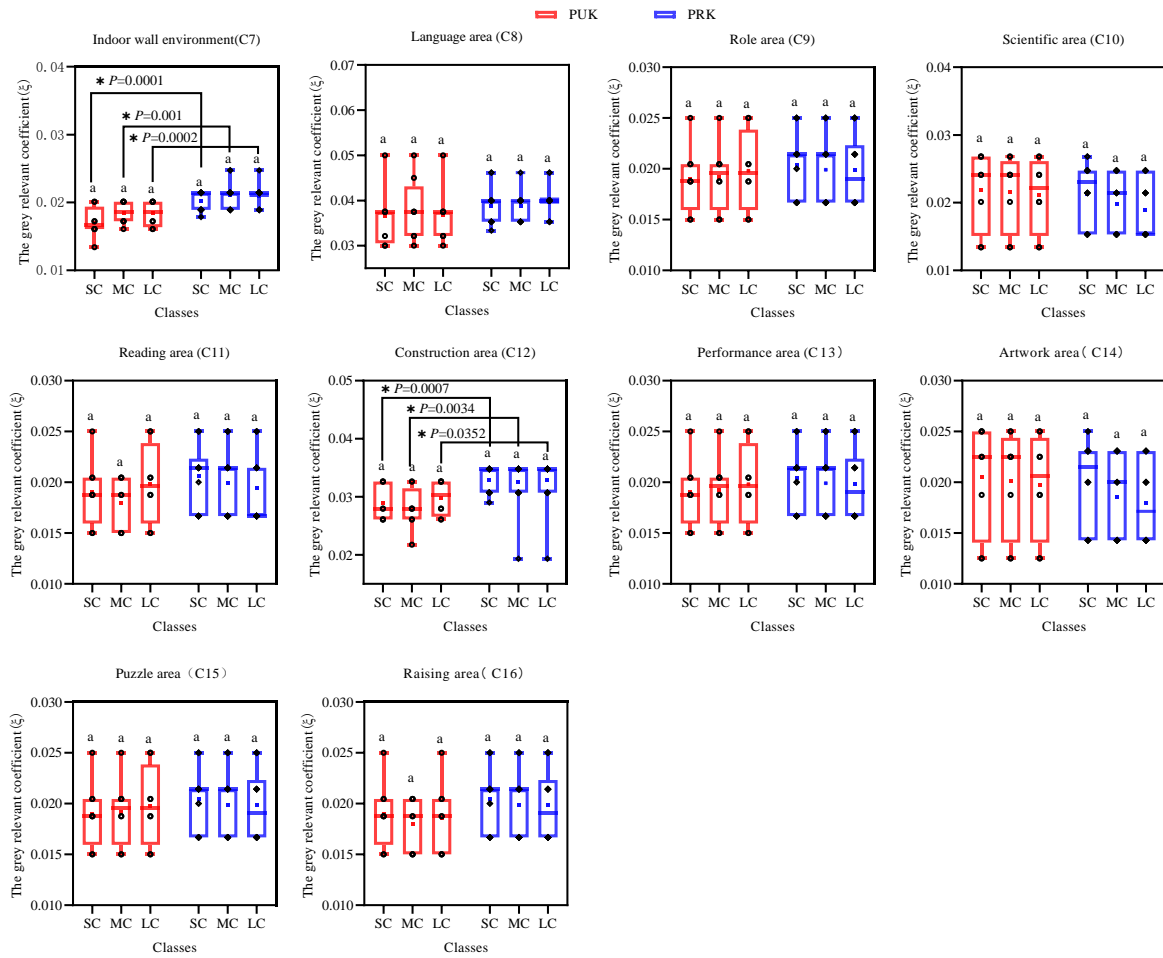 PUK PRK
Indoor wall environment(C7)
The grey relevant coefficient(ξ)
0. 04
0. 03
0. 02
0. 01
* P=0.0001
* P=0.001
* P=0.0002
a a a a a a
SC MC LC SC MC LC
Classes
Language area (C8)
The grey relevant coefficient(ξ)
0.07
0.06
0.05
0.04
0.03
a a a a a a
SC MC LC SC MC LC
Classes
Role area (C9)
The grey relevant coefficient(ξ)
0.030
0.025
0.020
0.015
0.010
a a a a a a
SC MC LC SC MC LC
Classes
Scientific area (C10)
The grey relevant coefficient(ξ)
0.04
0.03
0.02
0.01
a a a a a a
SC MC LC SC MC LC
Classes
Reading area (C11)
The grey relevant coefficient(ξ)
0.030
0.025
0.020
0.015
0.010
a a a a a a
SC MC LC SC MC LC
Classes
Construction area (C12)
The grey relevant coefficient(ξ)
0.05
0.04
0.03
0.02
* P=0.0007
* P=0.0034
* P=0.0352
a a a a a a
SC MC LC SC MC LC
Classes
Performance area (C13)
The grey relevant coefficient(ξ)
0.030
0.025
0.020
0.015
0.010
a a a a a a
SC MC LC SC MC LC
Classes
Artwork area( C14)
The grey relevant coefficient(ξ)
0.030
0.025
0.020
0.015
0.010
a a a a a a
SC MC LC SC MC LC
Classes
Puzzle area（C15）
The grey relevant coefficient(ξ)
0.030
0.025
0.020
0.015
0.010
a a a a a a
SC MC LC SC MC LC
Classes
Raising area( C16)
The grey relevant coefficient(ξ)
0.030
0.025
0.020
0.015
0.010
a a a a a a
SC MC LC SC MC LC
Classes